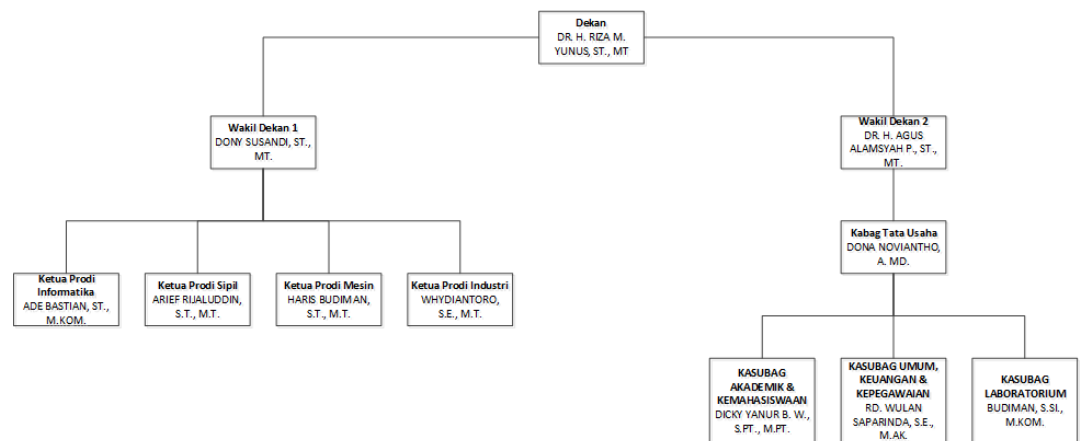 Dekan
DR. H. RIZA M.
YUNUS, ST., MT
Wakil Dekan 1
DONY SUSANDI, ST.,
MT.
Wakil Dekan 2
DR. H. AGUS
ALAMSYAH P., ST.,
MT.
Kabag Tata Usaha
DONA NOVIANTHO,
A. MD.
Ketua Prodi
Informatika
ADE BASTIAN, ST.,
M.KOM.
Ketua Prodi Sipil
ARIEF RIJALUDDIN,
S.T., M.T.
Ketua Prodi Mesin
HARIS BUDIMAN,
S.T., M.T.
Ketua Prodi Industri
WHYDIANTORO,
S.E., M.T.
KASUBAG
AKADEMIK &
KEMAHASISWAAN
DICKY YANUR B. W.,
S.PT., M.PT.
KASUBAG UMUM,
KEUANGAN &
KEPEGAWAIAN
RD. WULAN
SAPARINDA, S.E.,
M.AK.
KASUBAG
LABORATORIUM
BUDIMAN, S.SI.,
M.KOM.